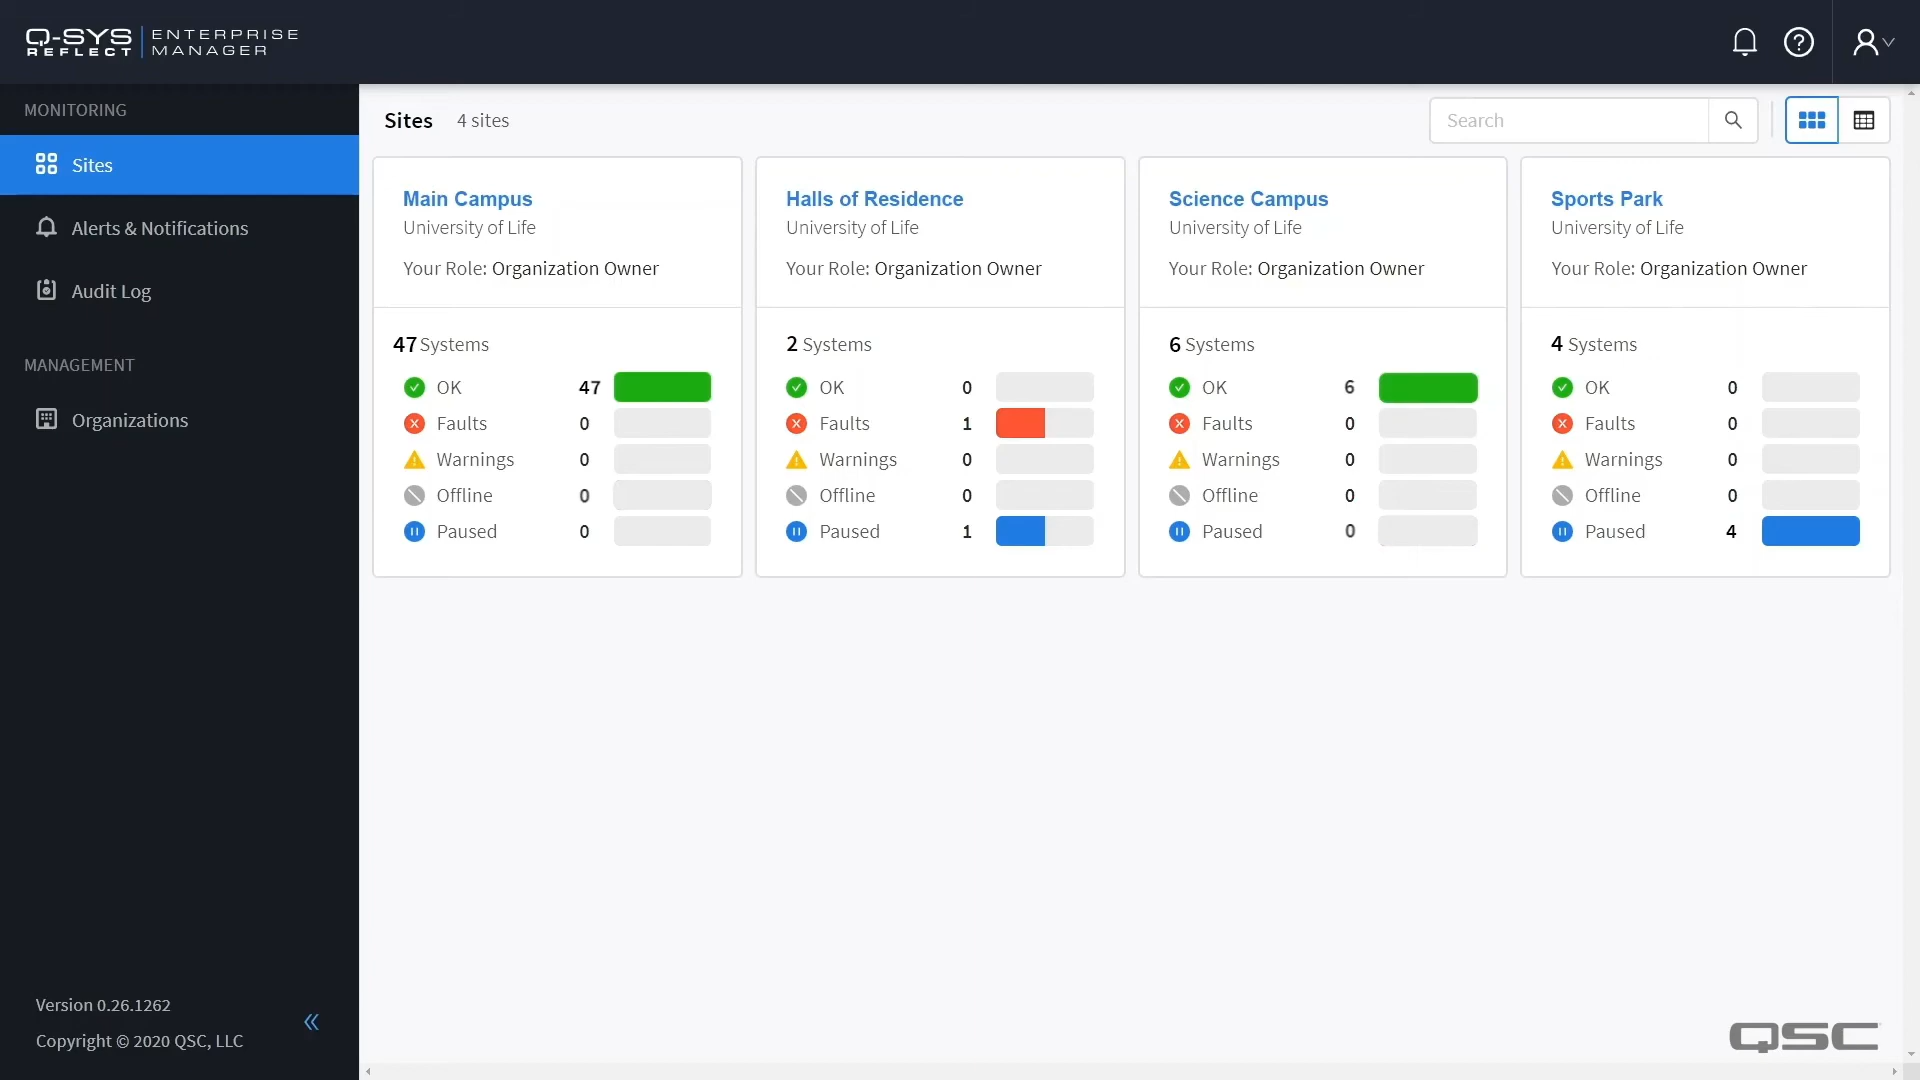 Q-SYS REFLECT | ENTERPRISE MANAGER
MONITORING
Sites
Alerts & Notifications
Audit Log
MANAGEMENT
Organizations
Version 0.26.1262
Copyright © 2020 QSC, LLC
Sites 4 sites
Search
Main Campus
University of Life
Your Role: Organization Owner
47 Systems
OK 47
Faults 0
Warnings 0
Offline 0
Paused 0
Halls of Residence
University of Life
Your Role: Organization Owner
2 Systems
OK 0
Faults 1
Warnings 0
Offline 0
Paused 1
Science Campus
University of Life
Your Role: Organization Owner
6 Systems
OK 6
Faults 0
Warnings 0
Offline 0
Paused 0
Sports Park
University of Life
Your Role: Organization Owner
4 Systems
OK 0
Faults 0
Warnings 0
Offline 0
Paused 4
QSC